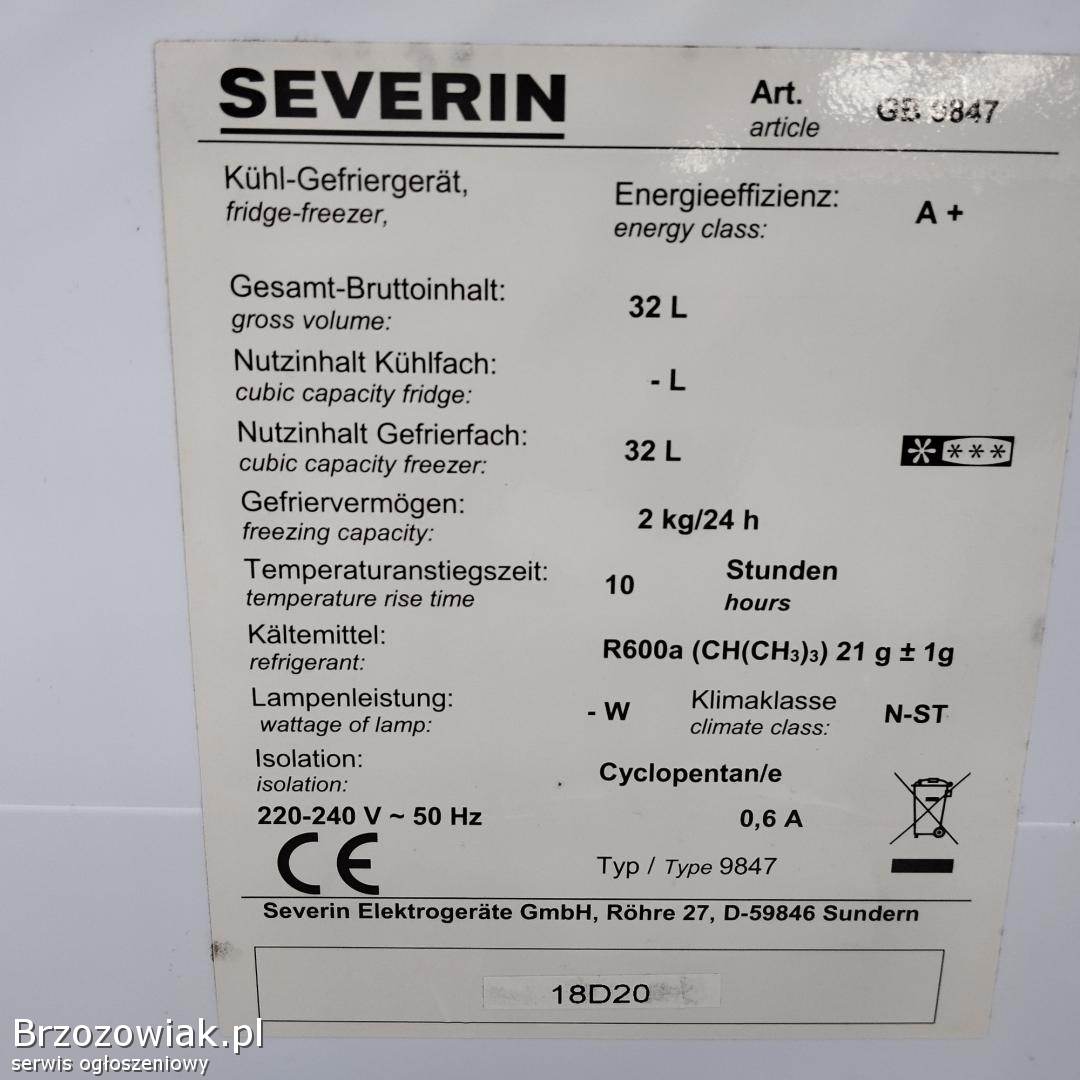 SEVERIN
Art. GB 9847
article
Kühl-Gefriergerät,
fridge-freezer,
Energieeffizienz: A +
energy class:
Gesamt-Bruttoinhalt: 32 L
gross volume:
Nutzinhalt Kühlfach: - L
cubic capacity fridge:
Nutzinhalt Gefrierfach: 32 L
cubic capacity freezer:
Gefriervermögen: 2 kg/24 h
freezing capacity:
Temperaturanstiegszeit: 10 Stunden
temperature rise time hours
Kältemittel: R600a (CH(CH₃)₃) 21 g ± 1g
refrigerant:
Lampenleistung: - W Klimaklasse N-ST
wattage of lamp: climate class:
Isolation: Cyclopentan/e
isolation:
220-240 V ~ 50 Hz 0,6 A
CE Typ / Type 9847
Severin Elektrogeräte GmbH, Röhre 27, D-59846 Sundern
18D20
Brzozowiak.pl
serwis ogłoszeniowy